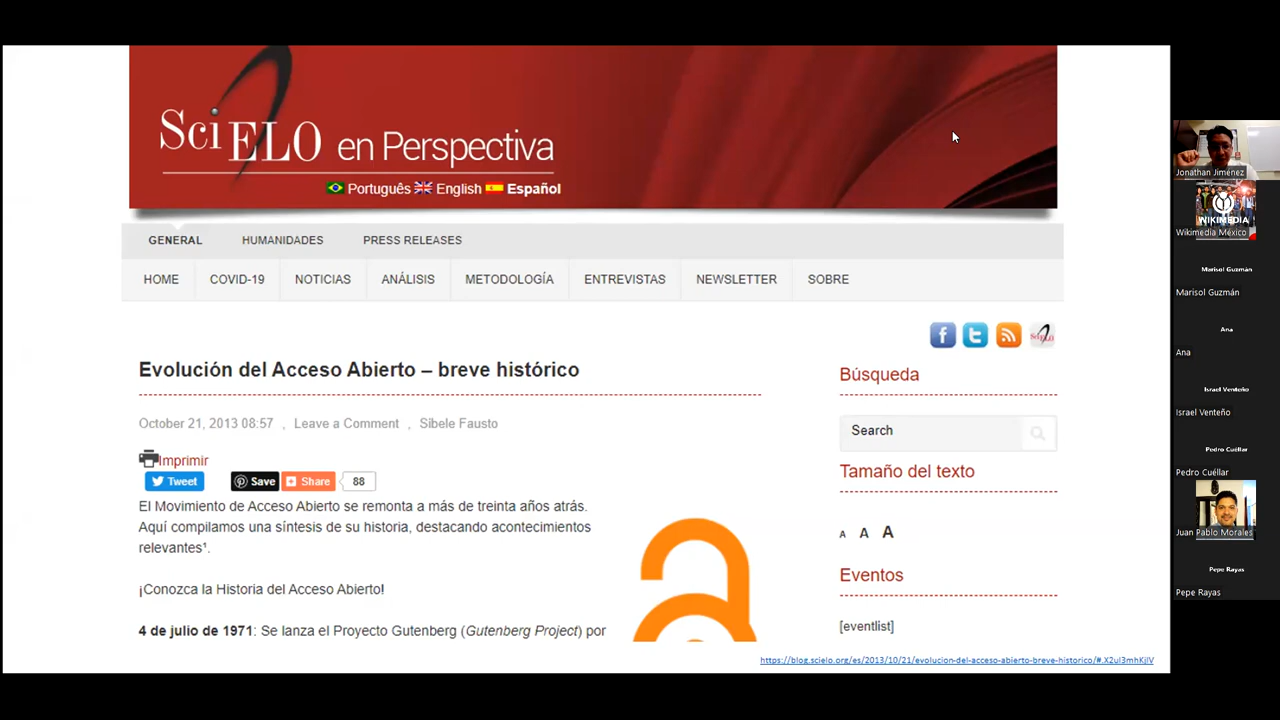 SciELO en Perspectiva
Português English Español
GENERAL HUMANIDADES PRESS RELEASES
HOME COVID-19 NOTICIAS ANÁLISIS METODOLOGÍA ENTREVISTAS NEWSLETTER SOBRE
Evolución del Acceso Abierto – breve histórico
October 21, 2013 08:57 , Leave a Comment , Sibele Fausto
Imprimir
Tweet Save Share 88
El Movimiento de Acceso Abierto se remonta a más de treinta años atrás.
Aquí compilamos una síntesis de su historia, destacando acontecimientos
relevantes¹.
¡Conozca la Historia del Acceso Abierto!
4 de julio de 1971: Se lanza el Proyecto Gutenberg (Gutenberg Project) por
Búsqueda
Search
Tamaño del texto
A A A
Eventos
[eventlist]
https://blog.scielo.org/es/2013/10/21/evolucion-del-acceso-abierto-breve-historico/#.X2uI3mhKjIV
Jonathan Jiménez
WIKIMEDIA
Wikimedia México
Marisol Guzmán
Marisol Guzmán
Ana
Ana
Israel Venteño
Israel Venteño
Pedro Cuéllar
Pedro Cuéllar
Juan Pablo Morales
Pepe Rayas
Pepe Rayas